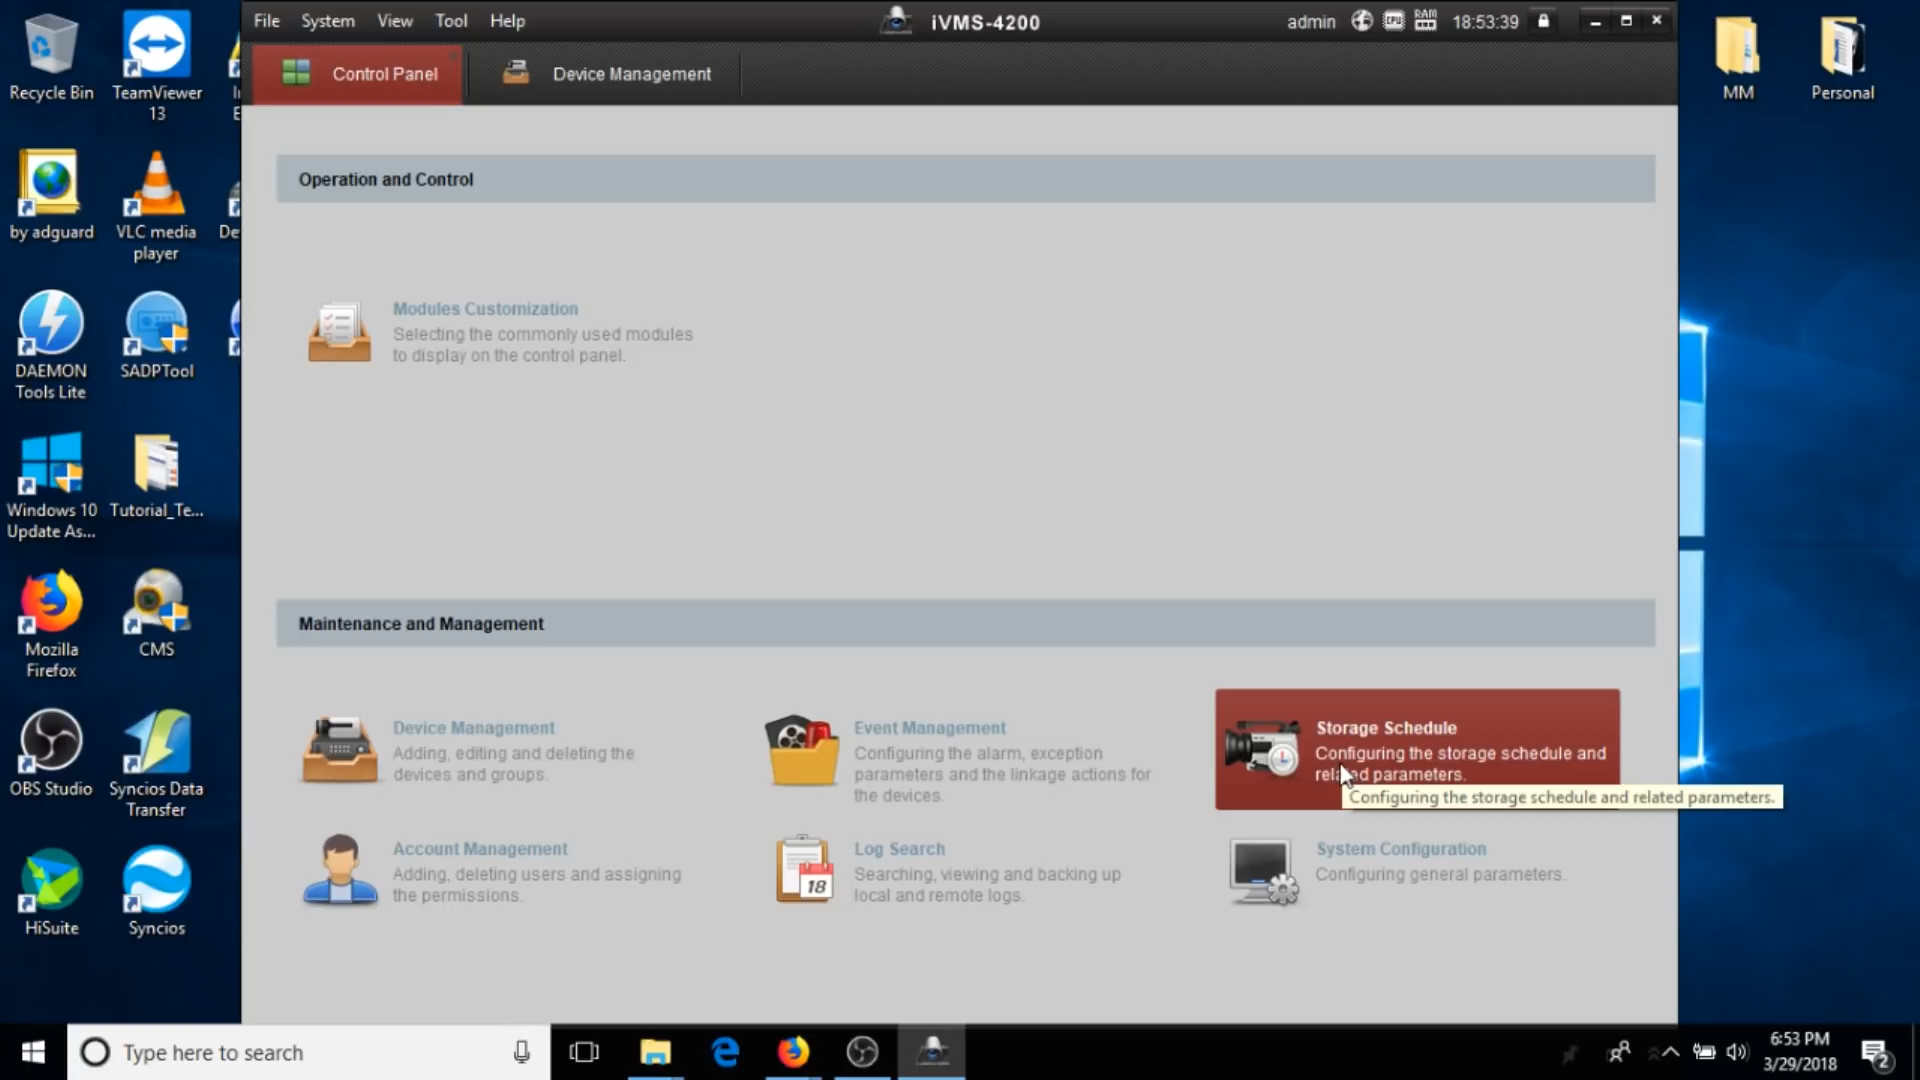 File System View Tool Help
iVMS-4200
admin
CPU
RAM
18:53:39
Control Panel
Device Management
Operation and Control
Modules Customization
Selecting the commonly used modules
to display on the control panel.
Maintenance and Management
Device Management
Adding, editing and deleting the
devices and groups.
Event Management
Configuring the alarm, exception
parameters and the linkage actions for
the devices.
Storage Schedule
Configuring the storage schedule and
related parameters.
Configuring the storage schedule and related parameters.
Account Management
Adding, deleting users and assigning
the permissions.
Log Search
Searching, viewing and backing up
local and remote logs.
18
System Configuration
Configuring general parameters.
Recycle Bin
TeamViewer
13
by adguard
VLC media
player
De
DAEMON
Tools Lite
SADPTool
Windows 10
Update As...
Tutorial_Te...
Mozilla
Firefox
CMS
OBS Studio
Syncios Data
Transfer
HiSuite
Syncios
MM
Personal
Type here to search
6:53 PM
3/29/2018
2